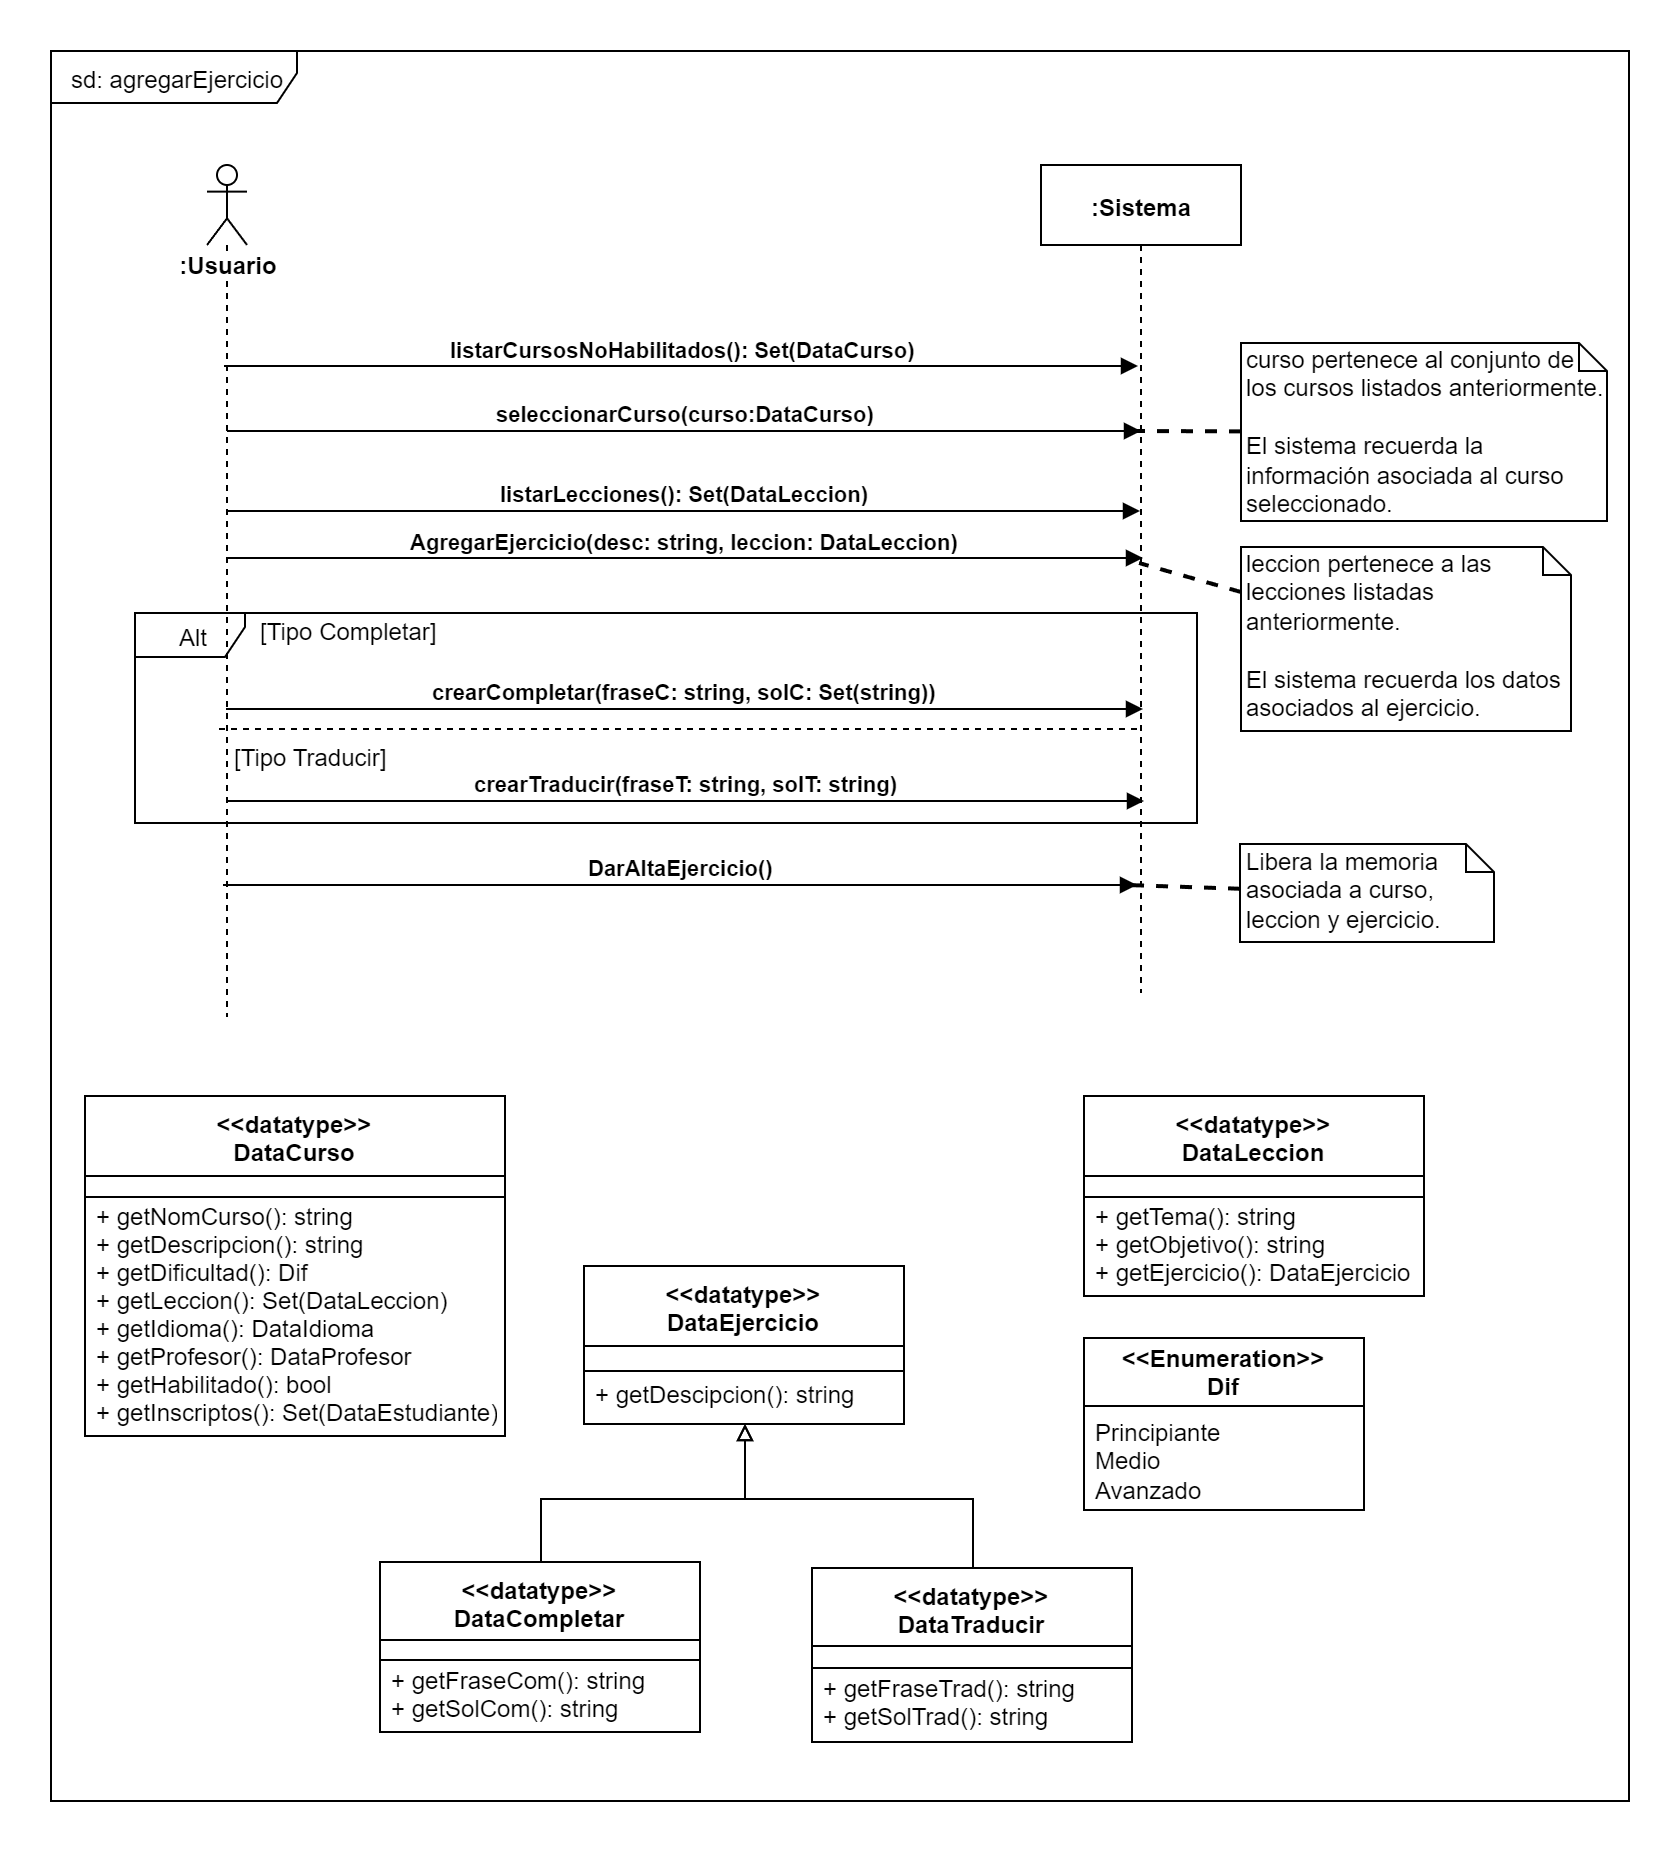 sd: agregarEjercicio
:Usuario
:Sistema
listarCursosNoHabilitados(): Set(DataCurso)
curso pertenece al conjunto de
los cursos listados anteriormente.
El sistema recuerda la
información asociada al curso
seleccionado.
seleccionarCurso(curso:DataCurso)
listarLecciones(): Set(DataLeccion)
AgregarEjercicio(desc: string, leccion: DataLeccion)
leccion pertenece a las
lecciones listadas
anteriormente.
El sistema recuerda los datos
asociados al ejercicio.
Alt
[Tipo Completar]
crearCompletar(fraseC: string, solC: Set(string))
[Tipo Traducir]
crearTraducir(fraseT: string, solT: string)
DarAltaEjercicio()
Libera la memoria
asociada a curso,
leccion y ejercicio.
<<datatype>>
DataCurso
+ getNomCurso(): string
+ getDescripcion(): string
+ getDificultad(): Dif
+ getLeccion(): Set(DataLeccion)
+ getIdioma(): DataIdioma
+ getProfesor(): DataProfesor
+ getHabilitado(): bool
+ getInscriptos(): Set(DataEstudiante)
<<datatype>>
DataEjercicio
+ getDescipcion(): string
<<datatype>>
DataLeccion
+ getTema(): string
+ getObjetivo(): string
+ getEjercicio(): DataEjercicio
<<Enumeration>>
Dif
Principiante
Medio
Avanzado
<<datatype>>
DataCompletar
+ getFraseCom(): string
+ getSolCom(): string
<<datatype>>
DataTraducir
+ getFraseTrad(): string
+ getSolTrad(): string